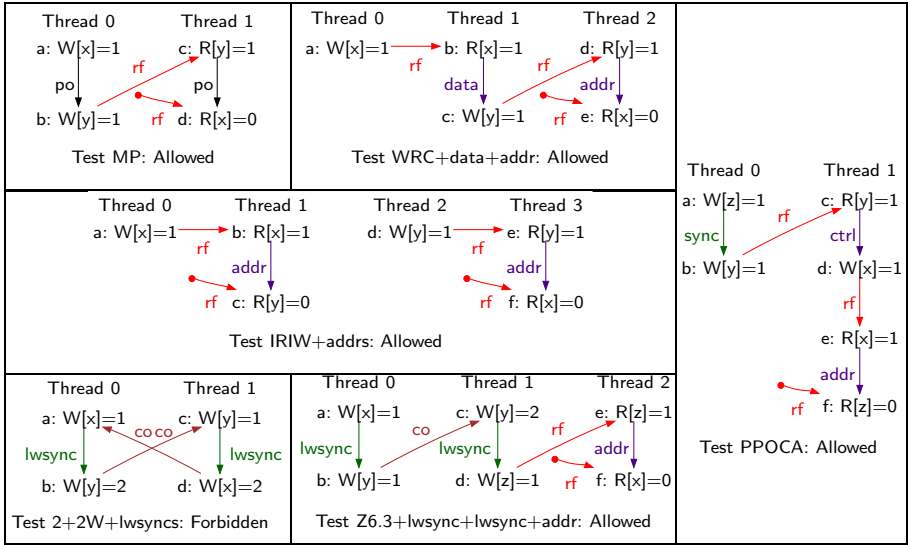 Thread 0 Thread 1
a: W[x]=1 c: R[y]=1
rf
po po
rf
b: W[y]=1 d: R[x]=0
Test MP: Allowed
Thread 0 Thread 1 Thread 2
a: W[x]=1 b: R[x]=1 d: R[y]=1
rf rf
data addr
rf
c: W[y]=1 e: R[x]=0
Test WRC+data+addr: Allowed
Thread 0 Thread 1 Thread 2 Thread 3
a: W[x]=1 b: R[x]=1 d: W[y]=1 e: R[y]=1
rf rf
addr addr
rf rf
c: R[y]=0 f: R[x]=0
Test IRIW+addrs: Allowed
Thread 0 Thread 1
a: W[x]=1 c: W[y]=1
co co
lwsync lwsync
b: W[y]=2 d: W[x]=2
Test 2+2W+lwsyncs: Forbidden
Thread 0 Thread 1 Thread 2
a: W[x]=1 c: W[y]=2 e: R[z]=1
co rf
lwsync lwsync addr
rf
b: W[y]=1 d: W[z]=1 f: R[x]=0
Test Z6.3+lwsync+lwsync+addr: Allowed
Thread 0 Thread 1
a: W[z]=1 c: R[y]=1
rf
sync ctrl
b: W[y]=1 d: W[x]=1
rf
e: R[x]=1
addr
rf
f: R[z]=0
Test PPOCA: Allowed